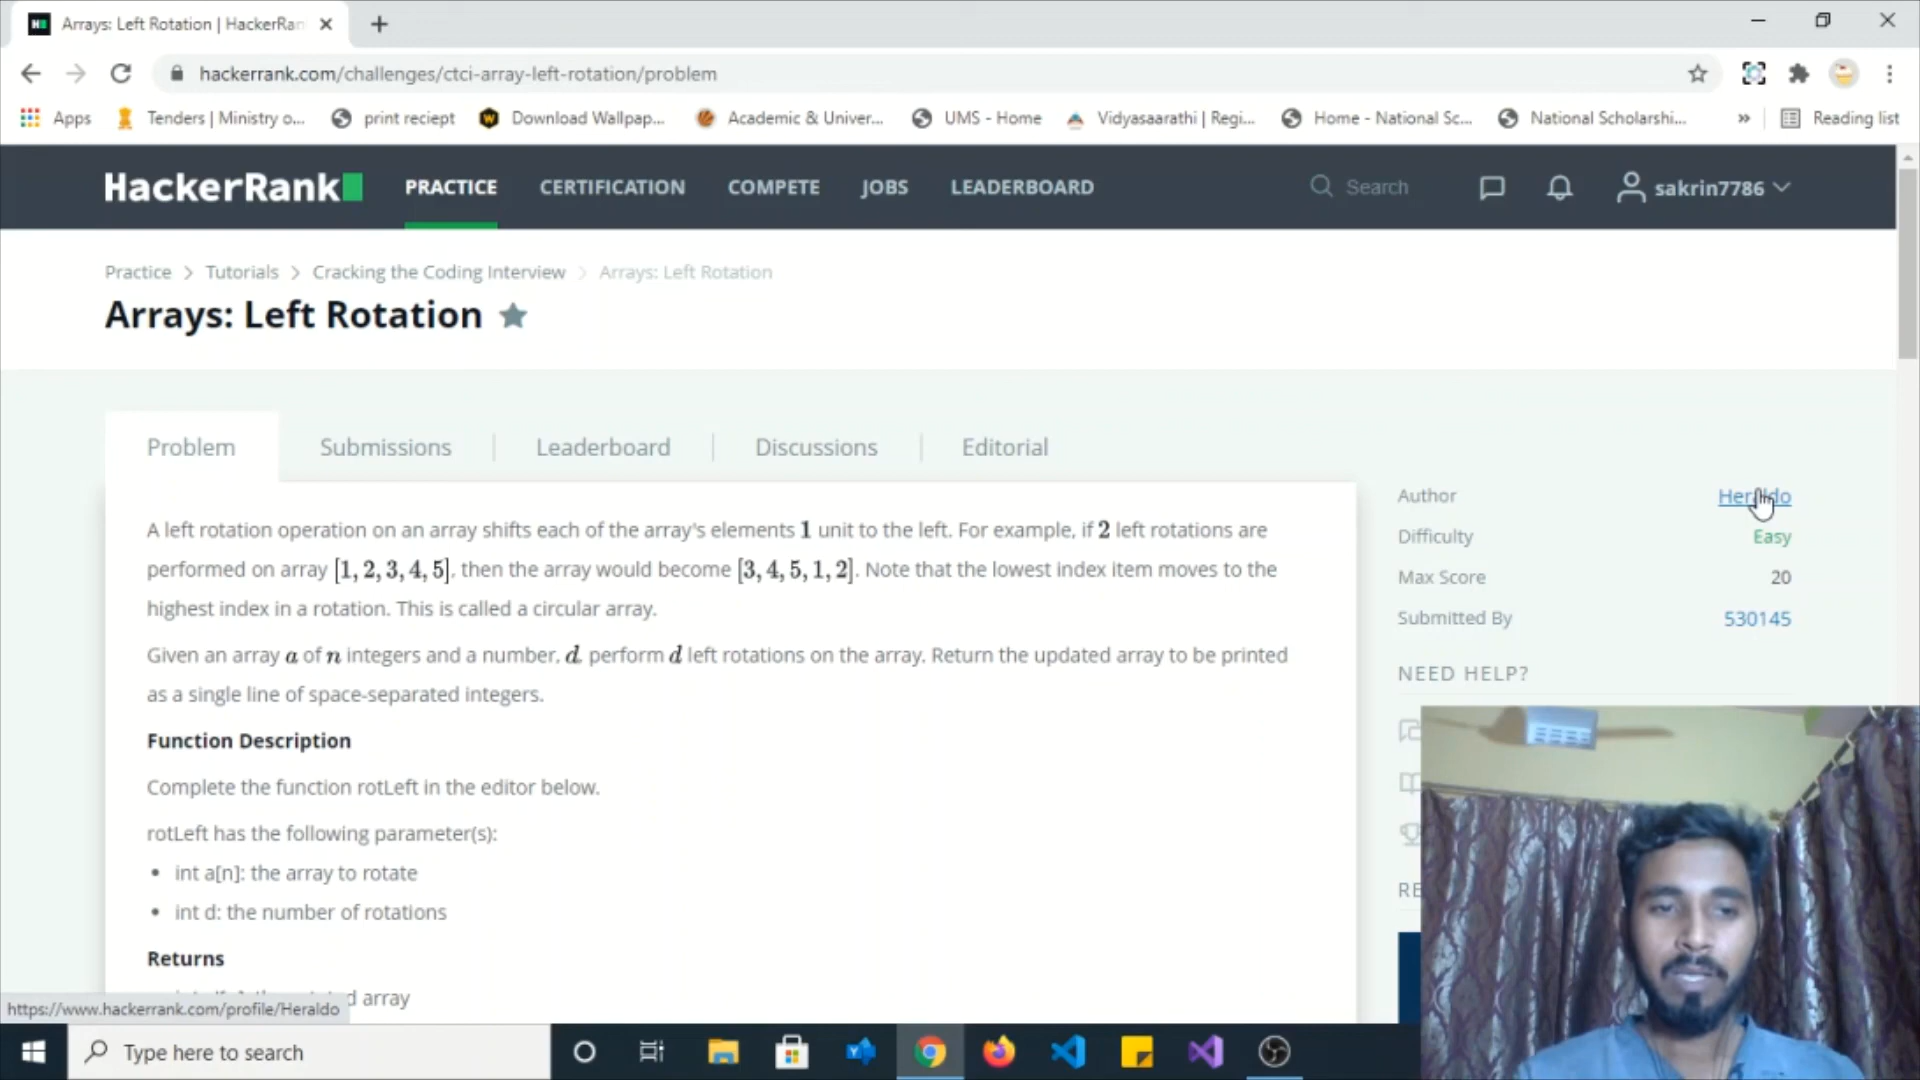 Arrays: Left Rotation | HackerRan
hackerrank.com/challenges/ctci-array-left-rotation/problem
Apps Tenders | Ministry o... print reciept Download Wallpap... Academic & Univer... UMS - Home Vidyasaarathi | Regi... Home - National Sc... National Scholarshi... » Reading list
HackerRank PRACTICE CERTIFICATION COMPETE JOBS LEADERBOARD Search sakrin7786
Practice > Tutorials > Cracking the Coding Interview > Arrays: Left Rotation
Arrays: Left Rotation
Problem Submissions Leaderboard Discussions Editorial
A left rotation operation on an array shifts each of the array's elements 1 unit to the left. For example, if 2 left rotations are
performed on array [1, 2, 3, 4, 5], then the array would become [3, 4, 5, 1, 2]. Note that the lowest index item moves to the
highest index in a rotation. This is called a circular array.
Given an array a of n integers and a number, d, perform d left rotations on the array. Return the updated array to be printed
as a single line of space-separated integers.
Function Description
Complete the function rotLeft in the editor below.
rotLeft has the following parameter(s):
• int a[n]: the array to rotate
• int d: the number of rotations
Returns
d array
Author Heraldo
Difficulty Easy
Max Score 20
Submitted By 530145
NEED HELP?
RE
https://www.hackerrank.com/profile/Heraldo
Type here to search